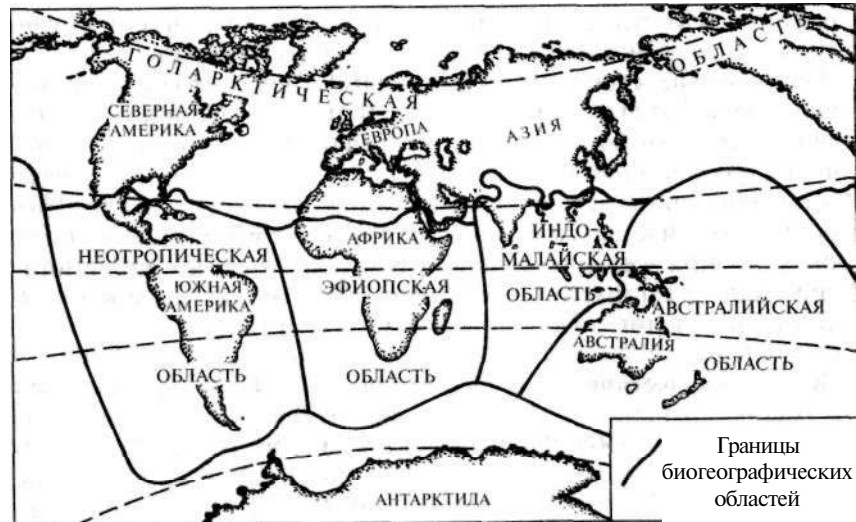 ГОЛАРКТИЧЕСКАЯ ОБЛАСТЬ
СЕВЕРНАЯ
АМЕРИКА
ЕВРОПА
АЗИЯ
АФРИКА
ИНДО-
НЕОТРОПИЧЕСКАЯ
МАЛАЙСКАЯ
ЮЖНАЯ
АМЕРИКА
ЭФИОПСКАЯ
ОБЛАСТЬ
АВСТРАЛИЙСКАЯ
АВСТРАЛИЯ
ОБЛАСТЬ
ОБЛАСТЬ
ОБЛАСТЬ
АНТАРКТИДА
Границы
биогеографических
областей